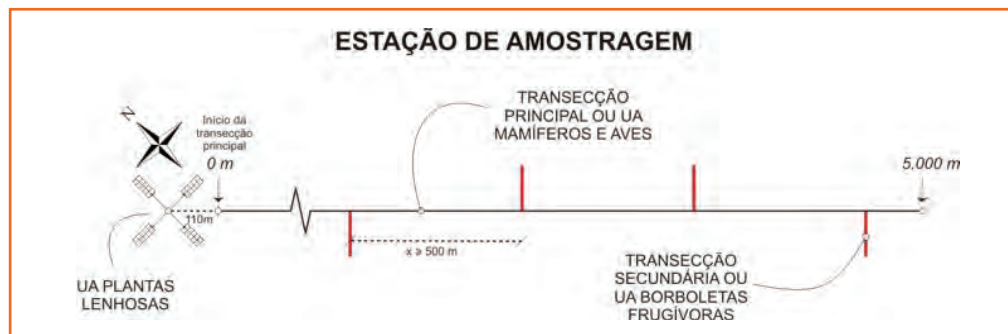 ESTAÇÃO DE AMOSTRAGEM
N
Início da
transecção
principal
0 m
110m
UA PLANTAS
LENHOSAS
TRANSECÇÃO
PRINCIPAL OU UA
MAMÍFEROS E AVES
x ≥ 500 m
5,000 m
TRANSECÇÃO
SECUNDÁRIA OU
UA BORBOLETAS
FRUGÍVORAS